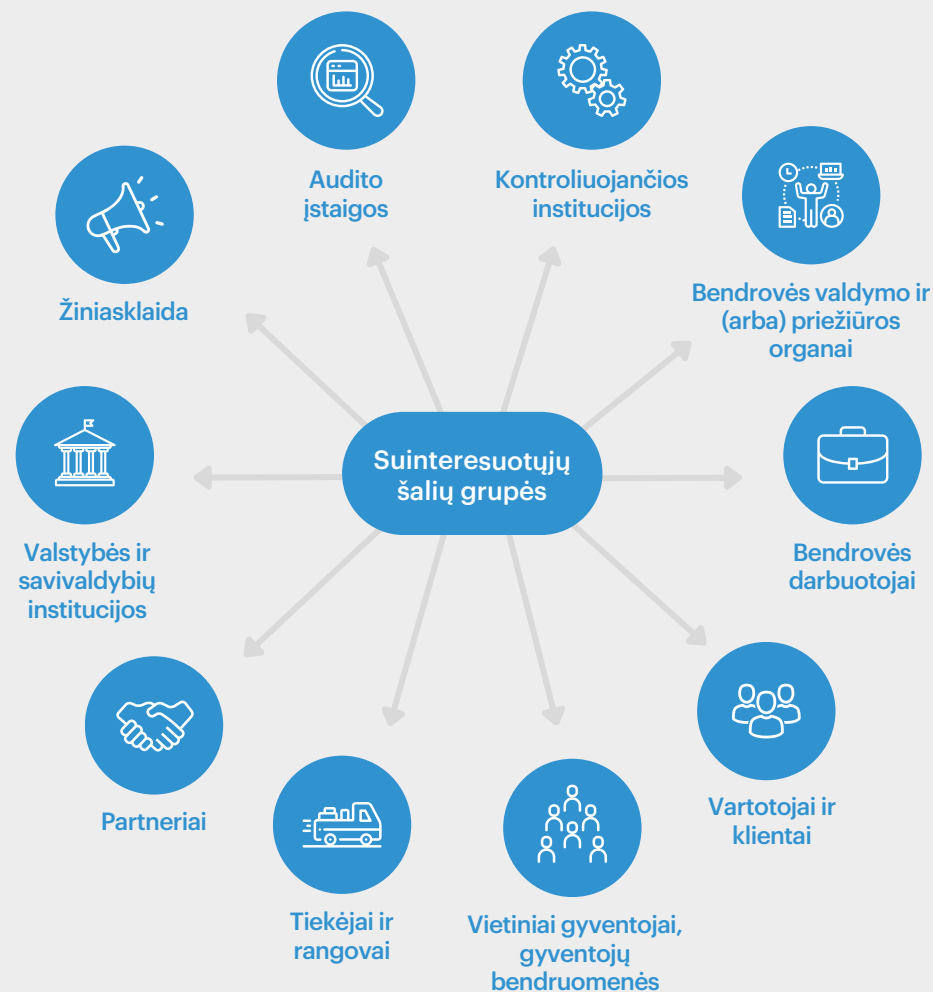 Audito
įstaigos
Kontroliuojančios
institucijos
Žiniasklaida
Bendrovės valdymo ir
(arba) priežiūros
organai
Suinteresuotųjų
šalių grupės
Valstybės ir
savivaldybių
institucijos
Bendrovės
darbuotojai
Partneriai
Vartotojai ir
klientai
Tiekėjai ir
rangovai
Vietiniai gyventojai,
gyventojų
bendruomenės